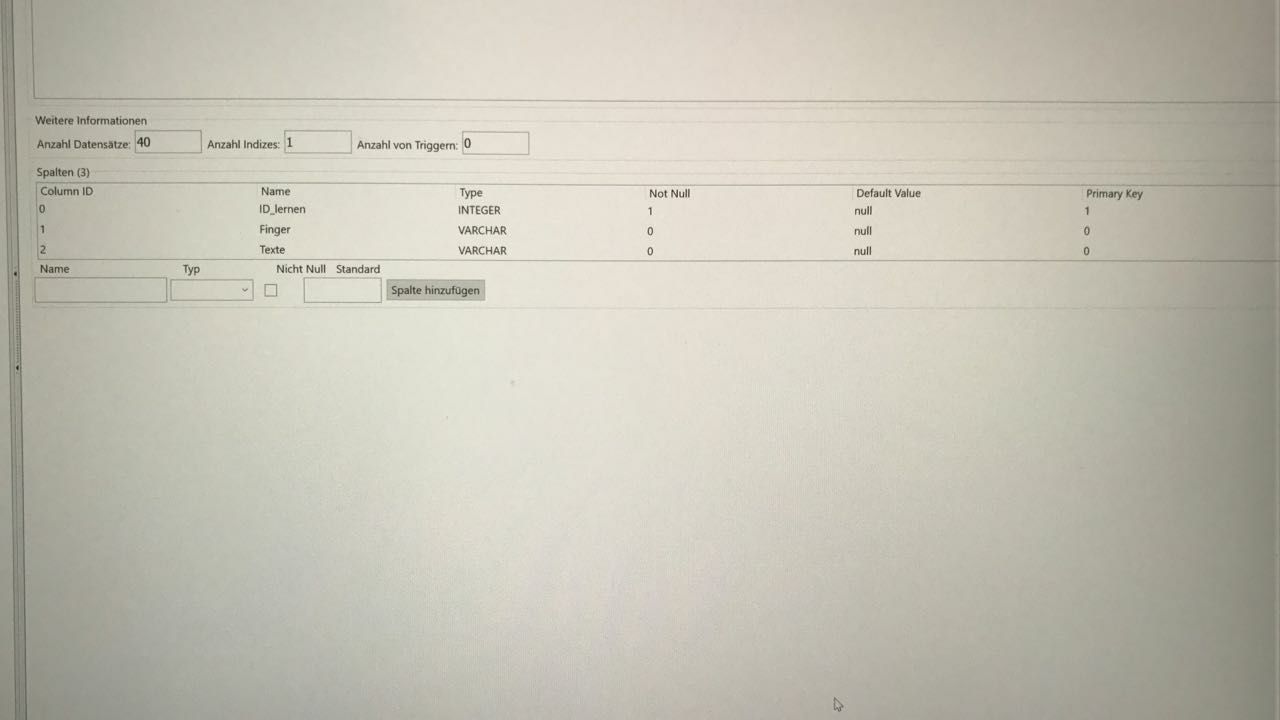 Weitere Informationen
Anzahl Datensätze: 40 Anzahl Indizes: 1 Anzahl von Triggern: 0
Spalten (3)
Column ID Name Type Not Null Default Value Primary Key
0 ID_lernen INTEGER 1 null 1
1 Finger VARCHAR 0 null 0
2 Texte VARCHAR 0 null 0
Name Typ Nicht Null Standard
Spalte hinzufügen